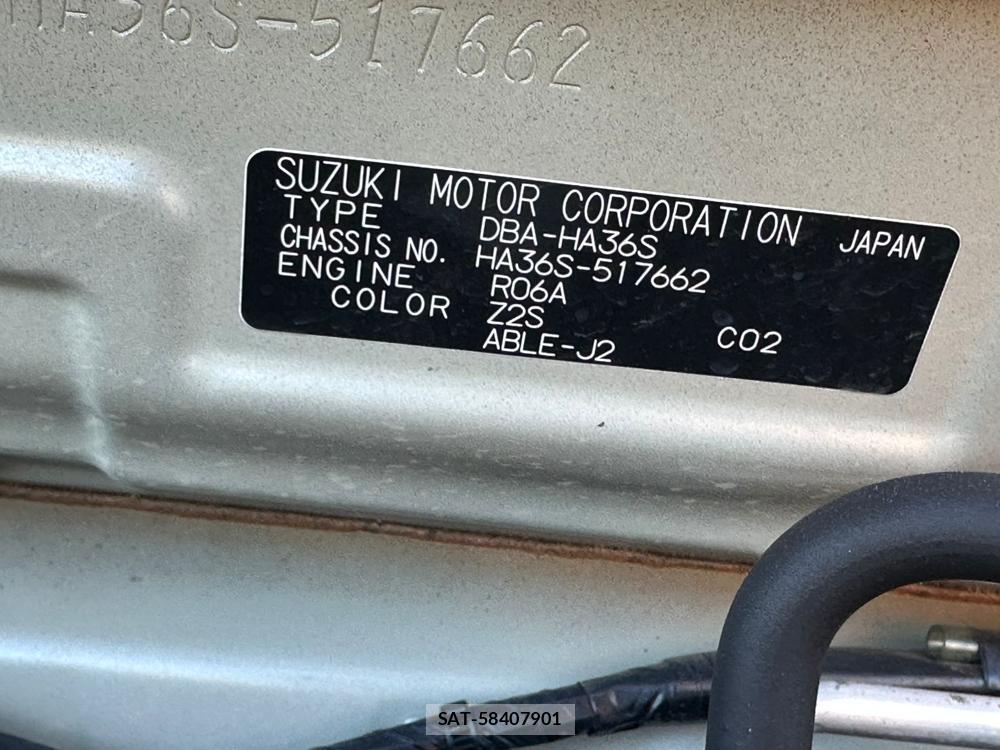 HA36S-517662
SUZUKI MOTOR CORPORATION JAPAN
TYPE DBA-HA36S
CHASSIS NO. HA36S-517662
ENGINE R06A
COLOR Z2S
ABLE-J2 C02
SAT-58407901